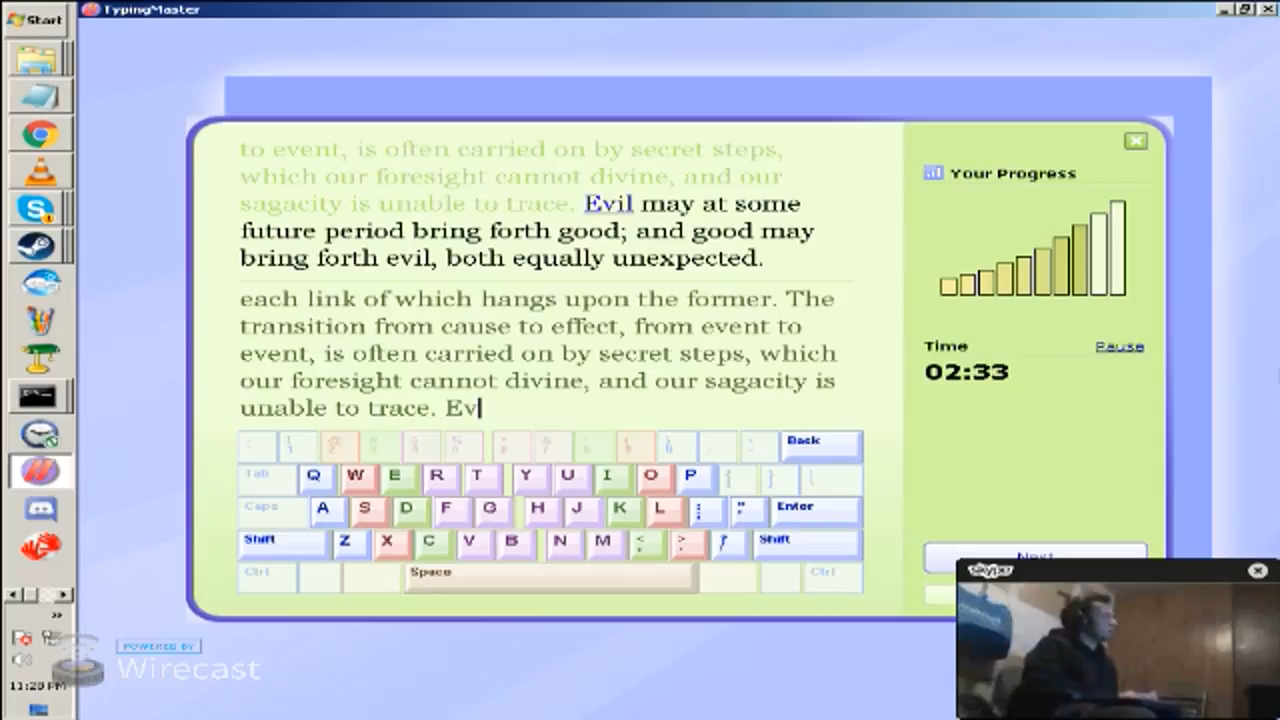 Start
TypingMaster
to event, is often carried on by secret steps,
which our foresight cannot divine, and our
sagacity is unable to trace. Evil may at some
future period bring forth good; and good may
bring forth evil, both equally unexpected.
each link of which hangs upon the former. The
transition from cause to effect, from event to
event, is often carried on by secret steps, which
our foresight cannot divine, and our sagacity is
unable to trace. Ev
Your Progress
Time Pause
02:33
Back
Tab Q W E R T Y U I O P { } [
Caps A S D F G H J K L : ; " Enter
Shift Z X C V B N M < , > . / Shift
Ctrl Space Ctrl
Next
skype
POWERED BY
Wirecast
11:20 PM